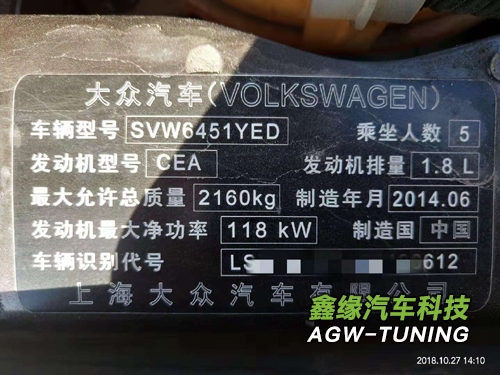 大众汽车(VOLKSWAGEN)
车辆型号 SVW6451YED 乘坐人数 5
发动机型号 CEA 发动机排量 1.8 L
最大允许总质量 2160kg 制造年月 2014.06
发动机最大净功率 118 kW 制造国 中国
车辆识别代号 LS 612
上海大众汽车有限公司
鑫缘汽车科技
AGW-TUNING
2018.10.27 14:10